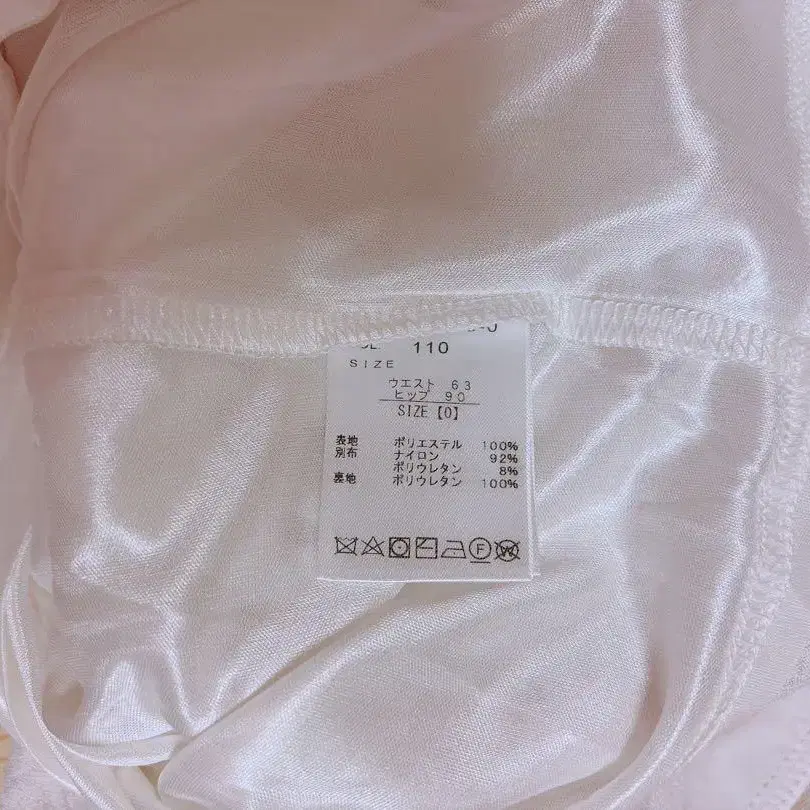 110
SIZE
ウエスト 63
ヒップ 90
SIZE【0】
表地 ポリエステル 100%
別布 ナイロン 92%
ポリウレタン 8%
裏地 ポリウレタン 100%
F
W